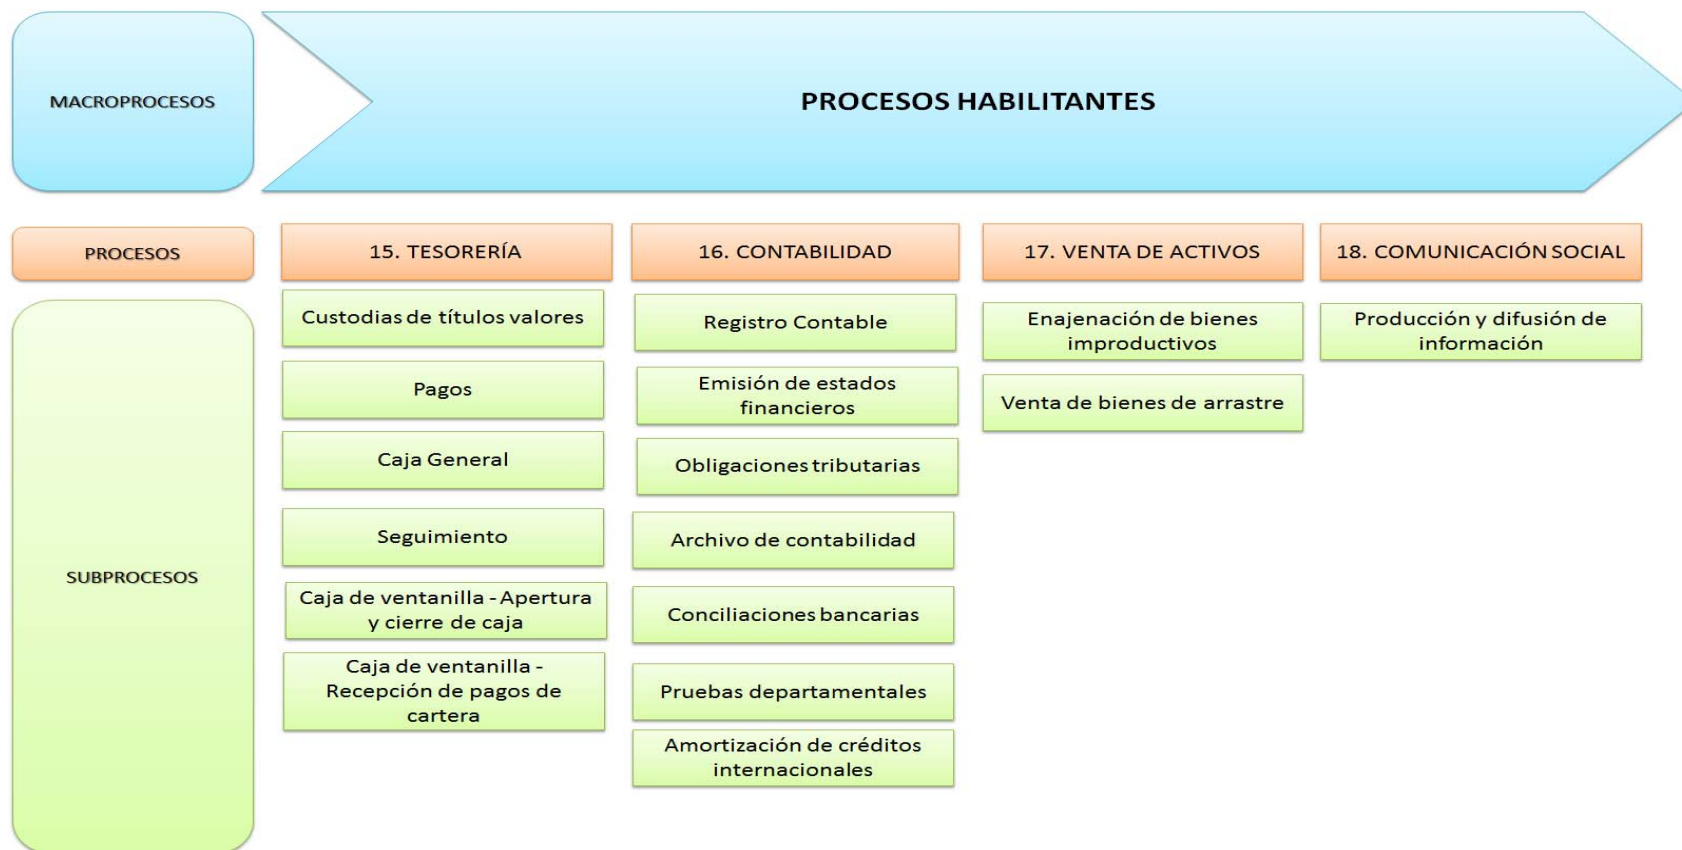 MACROPROCESOS
PROCESOS HABILITANTES
PROCESOS
15. TESORERÍA
16. CONTABILIDAD
17. VENTA DE ACTIVOS
18. COMUNICACIÓN SOCIAL
SUBPROCESOS
Custodias de títulos valores
Pagos
Caja General
Seguimiento
Caja de ventanilla - Apertura
y cierre de caja
Caja de ventanilla -
Recepción de pagos de
cartera
Registro Contable
Emisión de estados
financieros
Obligaciones tributarias
Archivo de contabilidad
Conciliaciones bancarias
Pruebas departamentales
Amortización de créditos
internacionales
Enajenación de bienes
improductivos
Venta de bienes de arrastre
Producción y difusión de
información